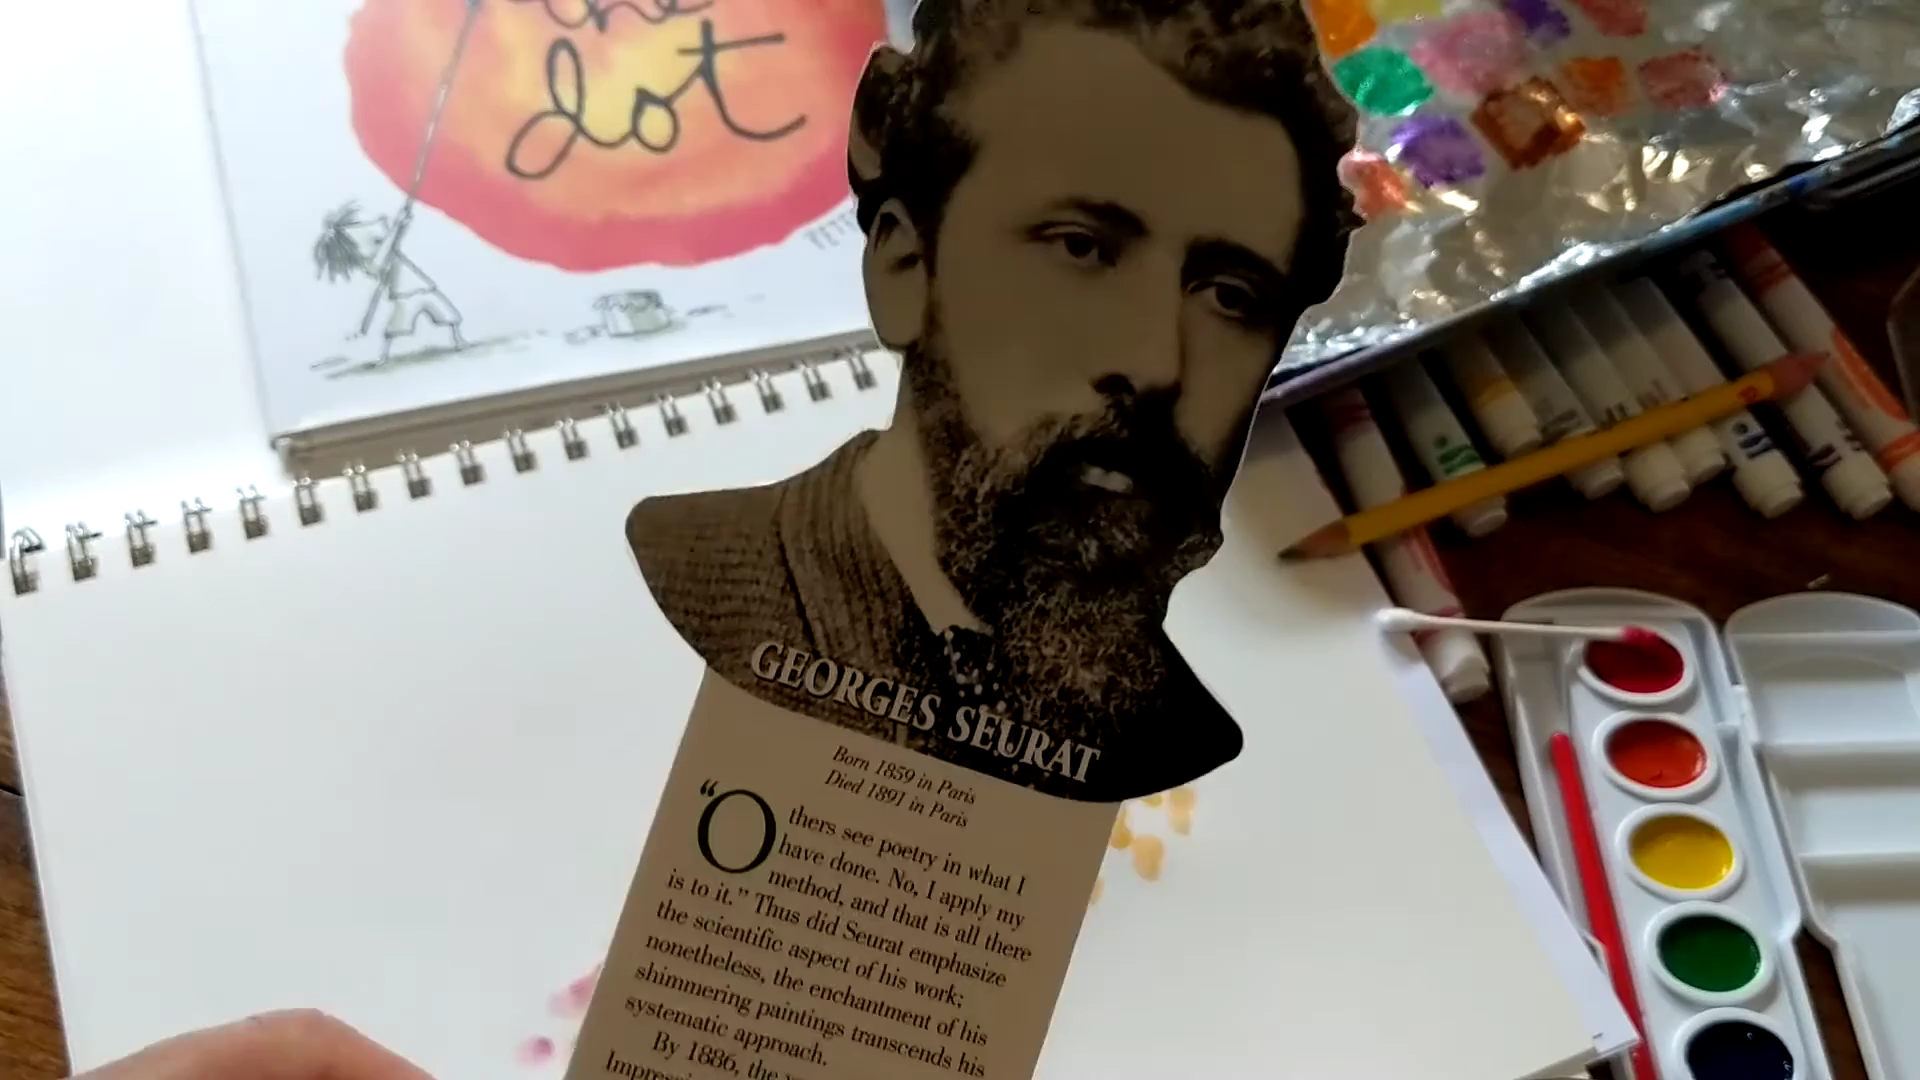 the
dot
GEORGES SEURAT
Born 1859 in Paris
Died 1891 in Paris
“Others see poetry in what I
have done. No, I apply my
method, and that is all there
is to it.” Thus did Seurat emphasize
the scientific aspect of his work;
nonetheless, the enchantment of his
shimmering paintings transcends his
systematic approach.
By 1886, the